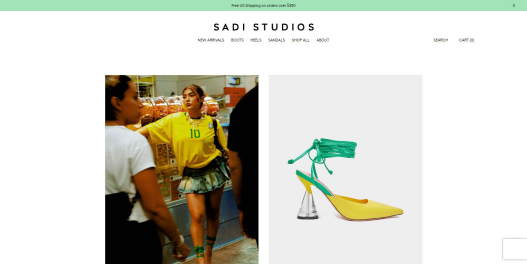 Free US Shipping on orders over $350
X
SADI STUDIOS
NEW ARRIVALS BOOTS HEELS SANDALS SHOP ALL ABOUT SEARCH CART (0)
10